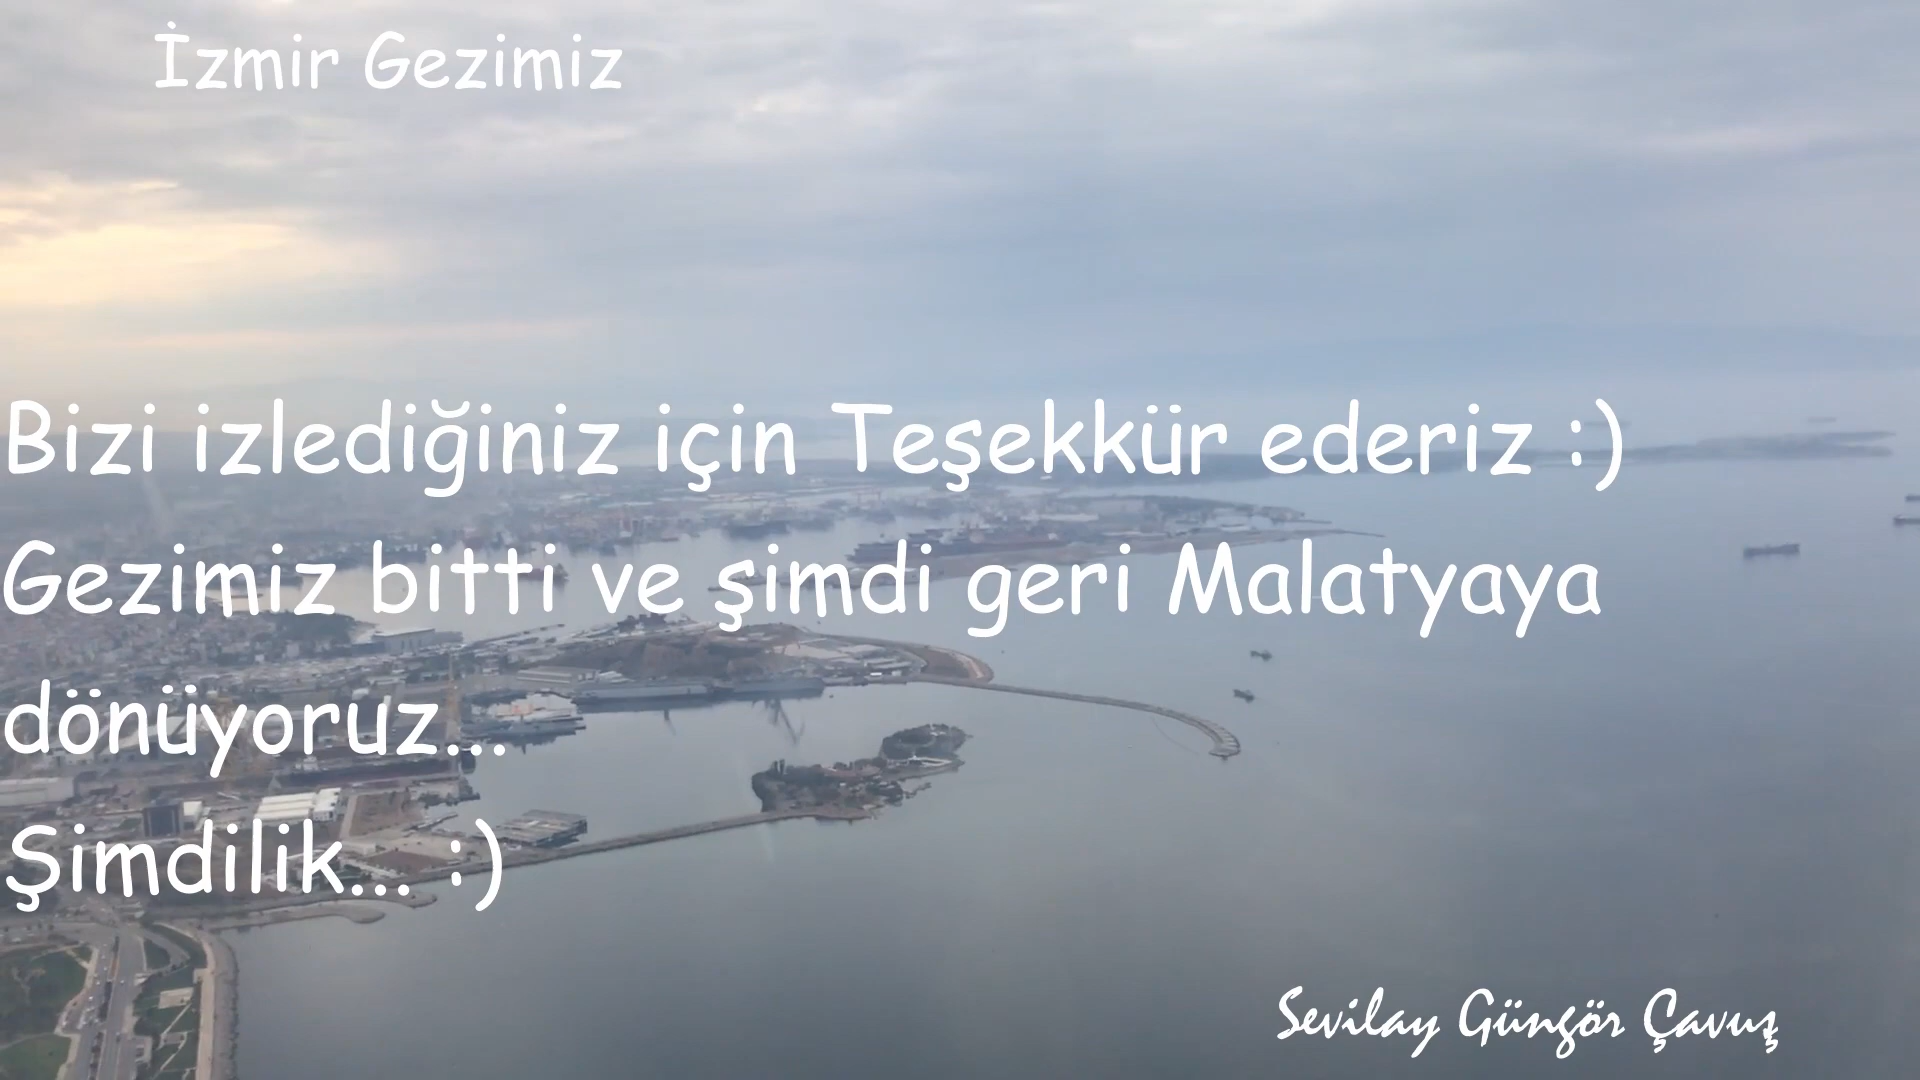 İzmir Gezimiz
Bizi izlediğiniz için Teşekkür ederiz :)
Gezimiz bitti ve şimdi geri Malatyaya
dönüyoruz...
Şimdilik... :)
Sevilay Güngör Çavuş